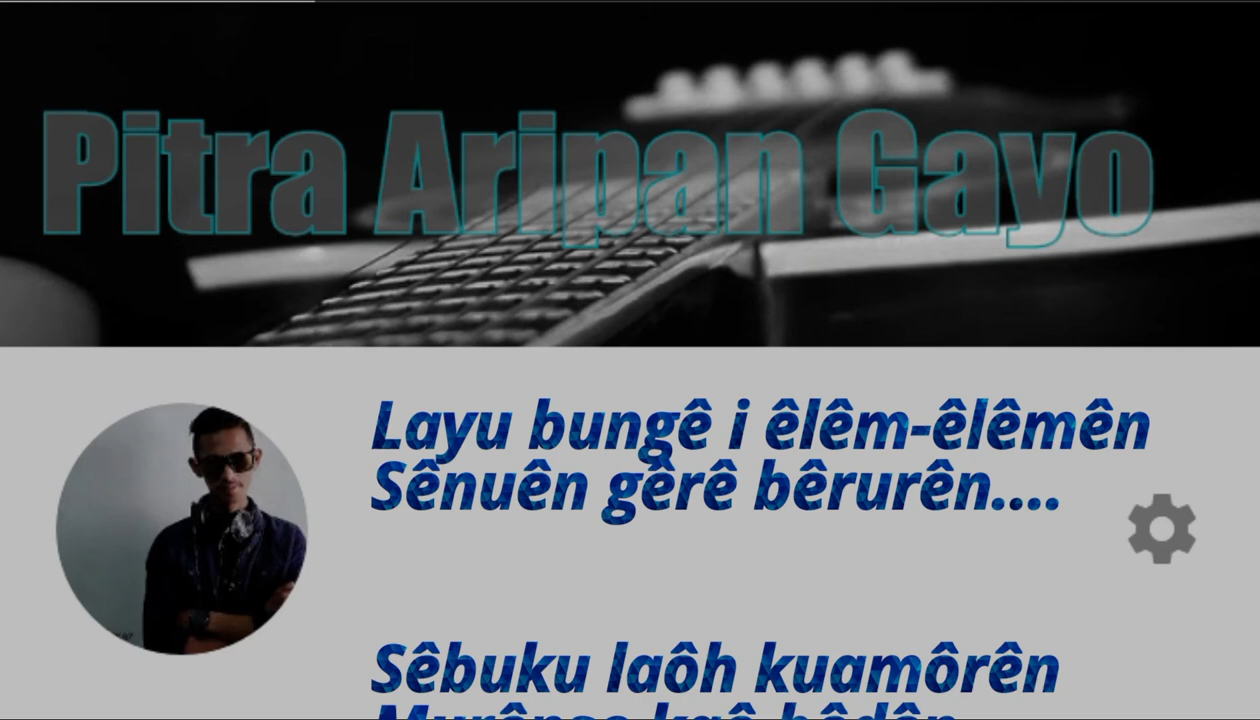 Pitra Aripan Gayo
Layu bungê i êlêm-êlêmên
Sênuên gêrê bêrurên....
Sêbuku laôh kuamôrên